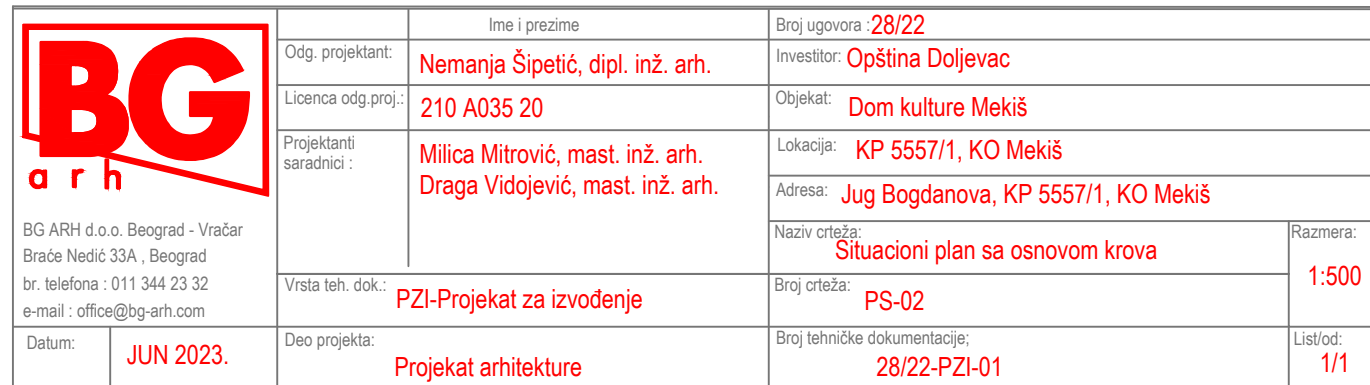 BG
arh
BG ARH d.o.o. Beograd - Vračar
Braće Nedić 33A , Beograd
br. telefona : 011 344 23 32
e-mail : office@bg-arh.com
Datum:
JUN 2023.
Ime i prezime
Odg. projektant:
Nemanja Šipetić, dipl. inž. arh.
Licenca odg.proj.:
210 A035 20
Projektanti
saradnici :
Milica Mitrović, mast. inž. arh.
Draga Vidojević, mast. inž. arh.
Vrsta teh. dok.:
PZI-Projekat za izvođenje
Deo projekta:
Projekat arhitekture
Broj ugovora : 28/22
Investitor: Opština Doljevac
Objekat: Dom kulture Mekiš
Lokacija: KP 5557/1, KO Mekiš
Adresa: Jug Bogdanova, KP 5557/1, KO Mekiš
Naziv crteža:
Situacioni plan sa osnovom krova
Razmera:
1:500
Broj crteža:
PS-02
Broj tehničke dokumentacije;
28/22-PZI-01
List/od:
1/1